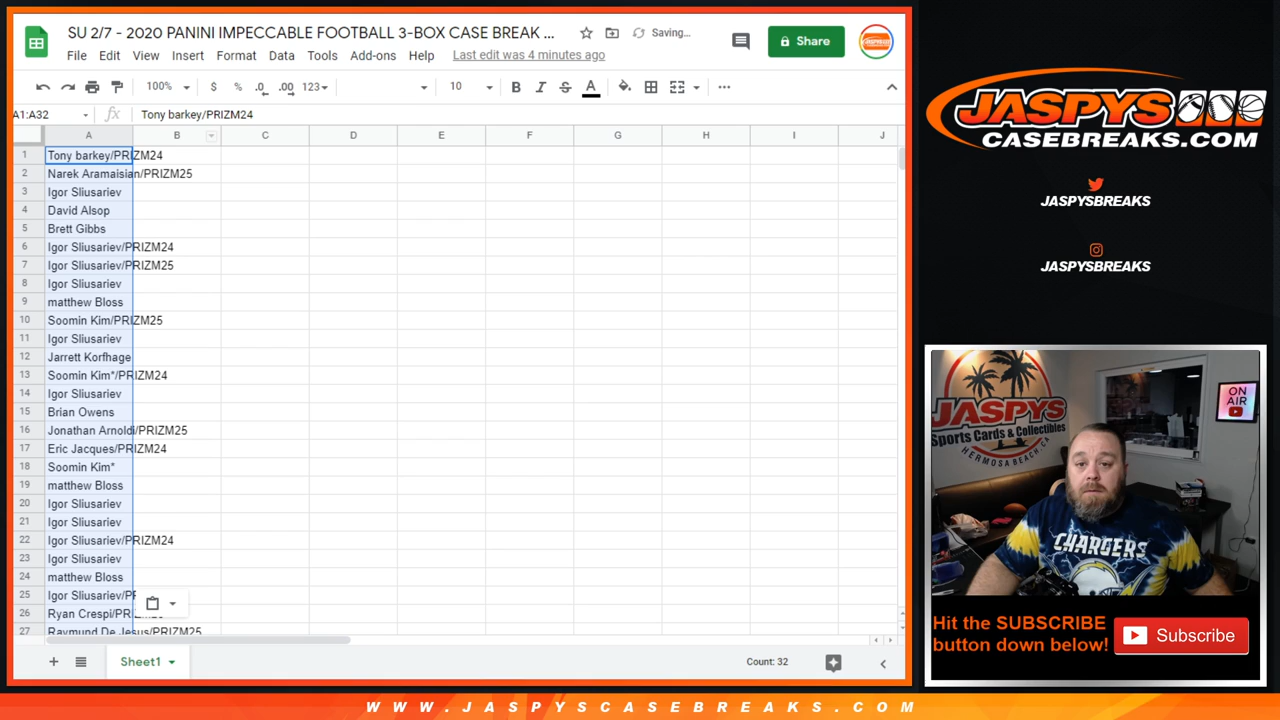 SU 2/7 - 2020 PANINI IMPECCABLE FOOTBALL 3-BOX CASE BREAK ...
Saving...
Share
File Edit View Insert Format Data Tools Add-ons Help Last edit was 4 minutes ago
100% $ % .0 .00 123 10 B I S A
A1:A32 fx Tony barkey/PRIZM24
A B C D E F G H I J
1 Tony barkey/PRIZM24
2 Narek Aramaisian/PRIZM25
3 Igor Sliusariev
4 David Alsop
5 Brett Gibbs
6 Igor Sliusariev/PRIZM24
7 Igor Sliusariev/PRIZM25
8 Igor Sliusariev
9 matthew Bloss
10 Soomin Kim/PRIZM25
11 Igor Sliusariev
12 Jarrett Korfhage
13 Soomin Kim*/PRIZM24
14 Igor Sliusariev
15 Brian Owens
16 Jonathan Arnoldi/PRIZM25
17 Eric Jacques/PRIZM24
18 Soomin Kim*
19 matthew Bloss
20 Igor Sliusariev
21 Igor Sliusariev
22 Igor Sliusariev/PRIZM24
23 Igor Sliusariev
24 matthew Bloss
25 Igor Sliusariev/
26 Ryan Crespi/
27 Raymund De Jesus/PRIZM25
Sheet1
Count: 32
JASPYS
CASEBREAKS.COM
JASPYSBREAKS
JASPYSBREAKS
JASPYS
Sports Cards & Collectibles
HERMOSA BEACH, CA
ON
AIR
CHARGERS
Hit the SUBSCRIBE
button down below!
Subscribe
WWW.JASPYSCASEBREAKS.COM